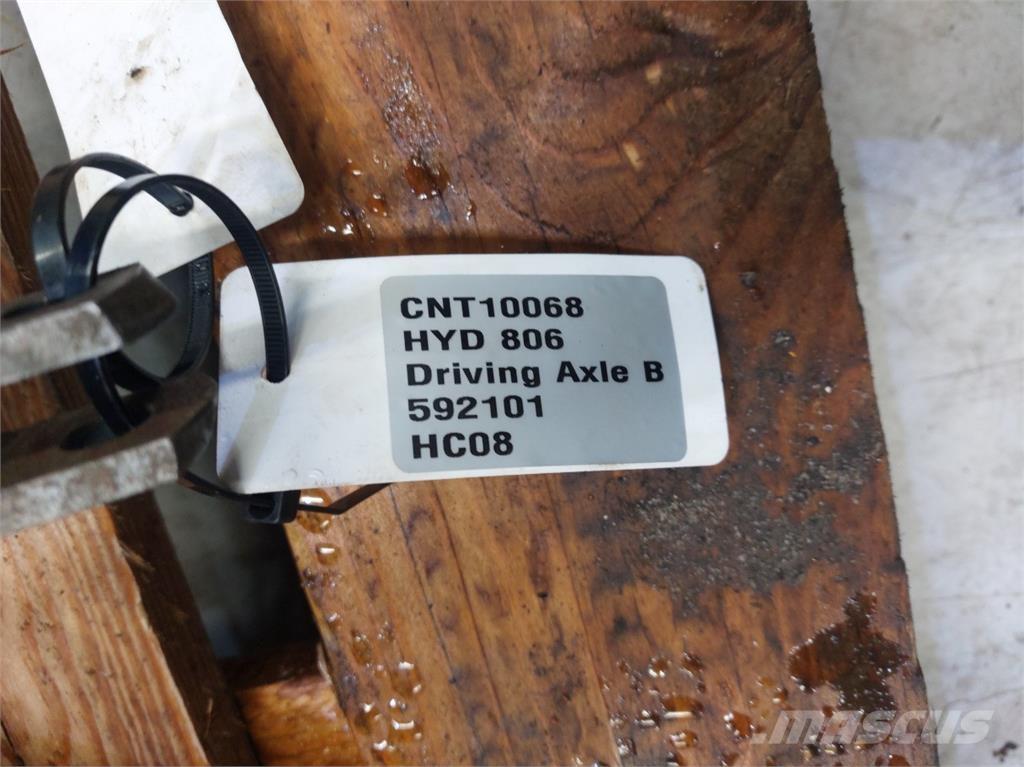 CNT10068
HYD 806
Driving Axle B
592101
HC08
MASCUS